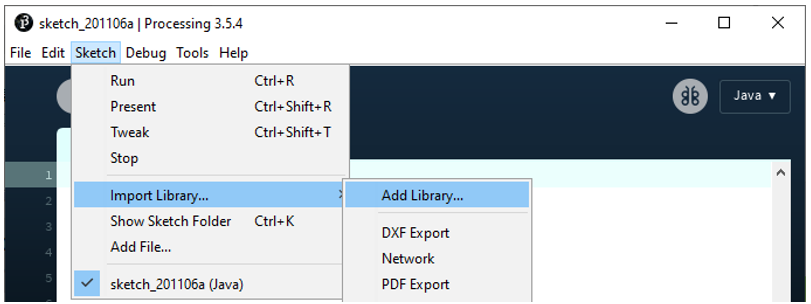 sketch_201106a | Processing 3.5.4
File Edit Sketch Debug Tools Help
Run Ctrl+R
Present Ctrl+Shift+R
Tweak Ctrl+Shift+T
Stop
Java ▾
Import Library...
Show Sketch Folder Ctrl+K
Add File...
sketch_201106a (Java)
Add Library...
DXF Export
Network
PDF Export
1
2
3
4
5